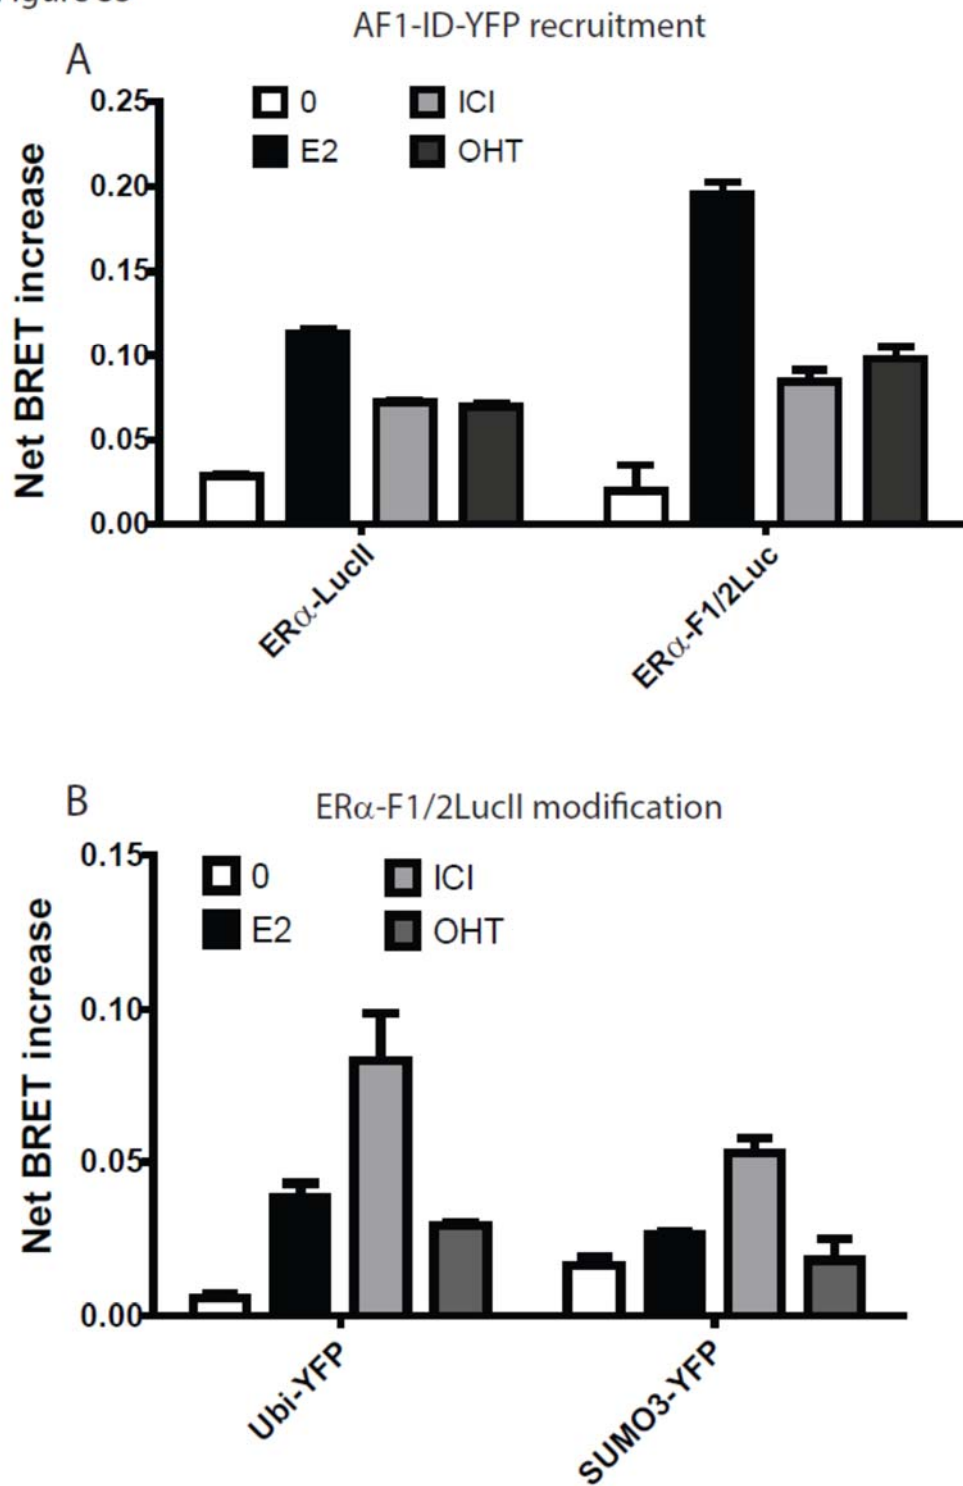 AF1-ID-YFP recruitment
A
0 ICI
E2 OHT
Net BRET increase
0.25
0.20
0.15
0.10
0.05
0.00
ERα-LucII
ERα-F1/2Luc
B
ERα-F1/2LucII modification
0 ICI
E2 OHT
Net BRET increase
0.15
0.10
0.05
0.00
Ubi-YFP
SUMO3-YFP